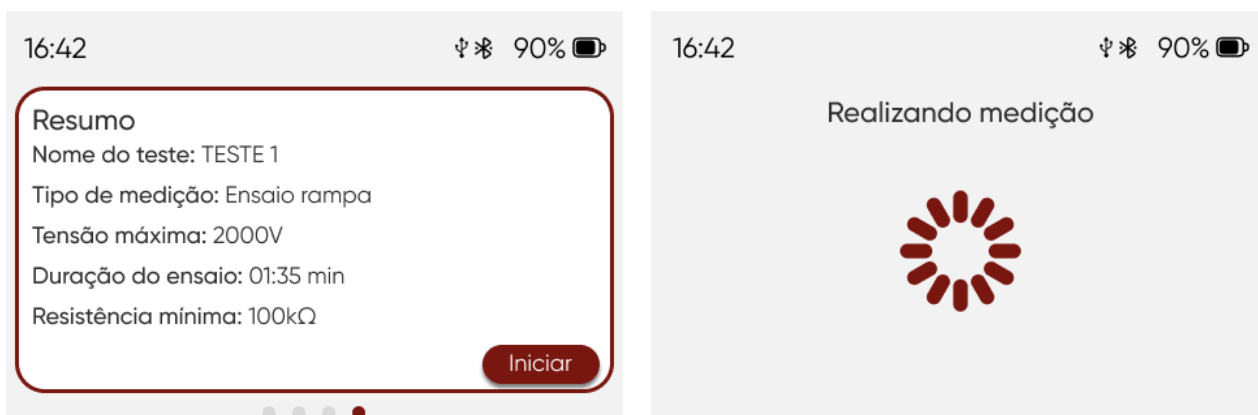 16:42 90%
Resumo
Nome do teste: TESTE 1
Tipo de medição: Ensaio rampa
Tensão máxima: 2000V
Duração do ensaio: 01:35 min
Resistência mínima: 100kΩ
Iniciar
16:42 90%
Realizando medição